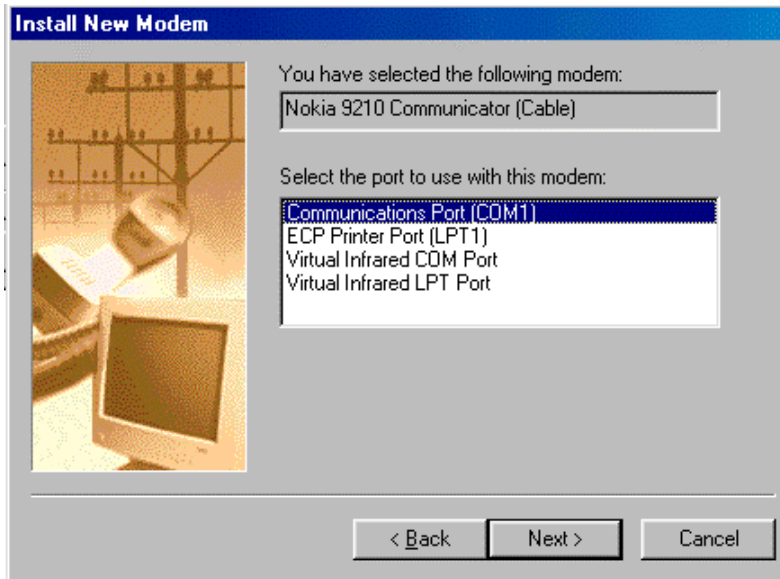 Install New Modem
You have selected the following modem:
Nokia 9210 Communicator (Cable)
Select the port to use with this modem:
Communications Port (COM1)
ECP Printer Port (LPT1)
Virtual Infrared COM Port
Virtual Infrared LPT Port
< Back Next > Cancel